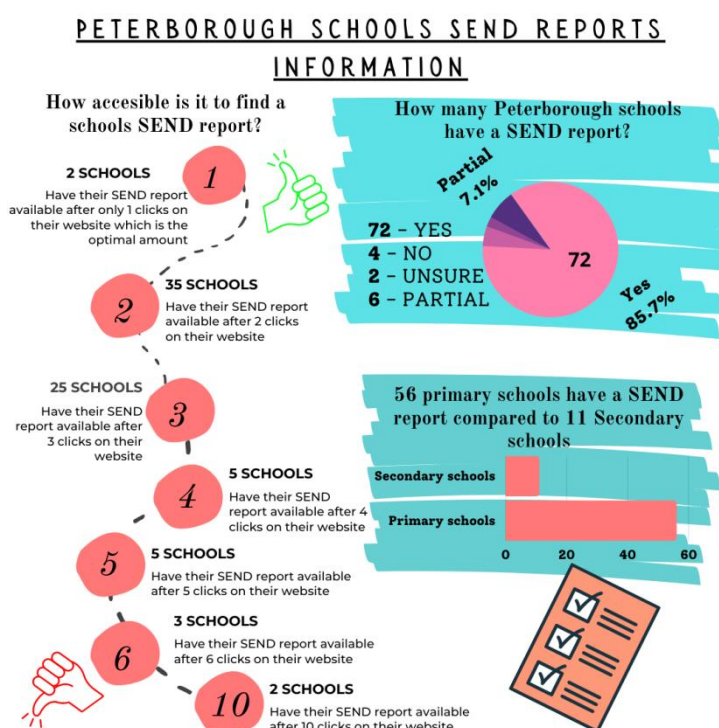 PETERBOROUGH SCHOOLS SEND REPORTS
INFORMATION
How accesible is it to find a
schools SEND report?
1
2 SCHOOLS
Have their SEND report
available after only 1 clicks on
their website which is the
optimal amount
2
35 SCHOOLS
Have their SEND report
available after 2 clicks
on their website
25 SCHOOLS
Have their SEND
report available after
3 clicks on their
website
3
4
5 SCHOOLS
Have their SEND
report available after 4
clicks on their website
5
5 SCHOOLS
Have their SEND report available
after 5 clicks on their website
6
3 SCHOOLS
Have their SEND report available
after 6 clicks on their website
10
2 SCHOOLS
Have their SEND report available
after 10 clicks on their website
How many Peterborough schools
have a SEND report?
Partial
7.1%
72 - YES
4 - NO
2 - UNSURE
6 - PARTIAL
72
Yes
85.7%
56 primary schools have a SEND
report compared to 11 Secondary
schools
Secondary schools
Primary schools
0 20 40 60